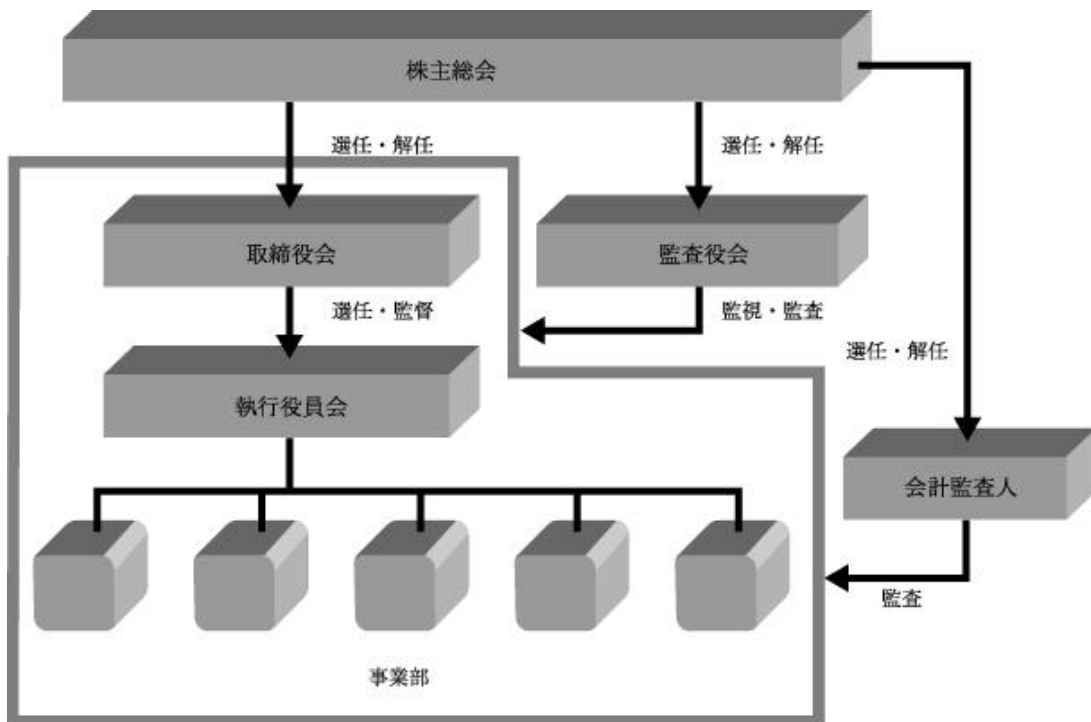 株主総会
選任・解任
選任・解任
取締役会
監査役会
選任・監督
監視・監査
選任・解任
執行役員会
会計監査人
監査
事業部